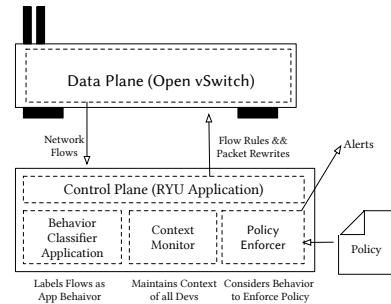 Data Plane (Open vSwitch)
Network
Flows
Flow Rules &&
Packet Rewrites
Alerts
Control Plane (RYU Application)
Behavior
Classifier
Application
Context
Monitor
Policy
Enforcer
Policy
Labels Flows as
App Behaivor
Maintains Context
of all Devs
Considers Behavior
to Enforce Policy